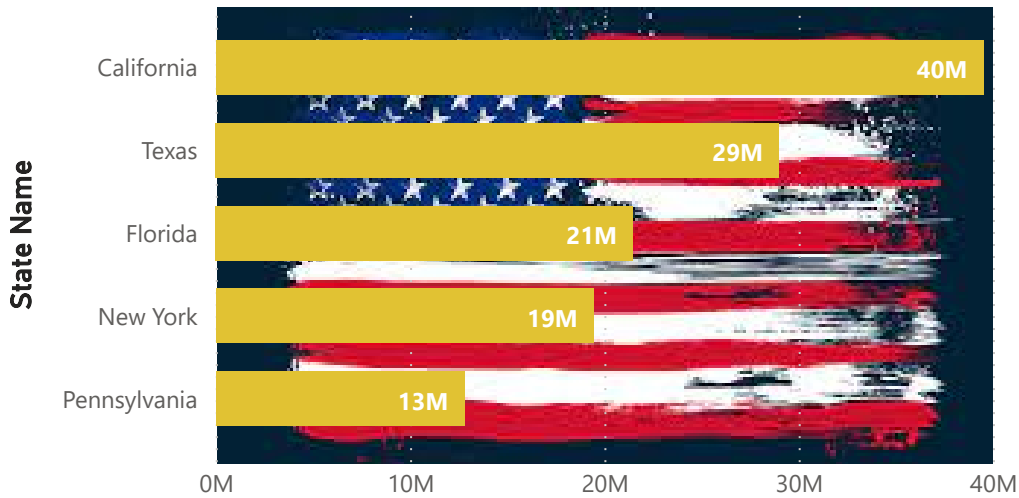 State Name
California
40M
Texas
29M
Florida
21M
New York
19M
Pennsylvania
13M
0M 10M 20M 30M 40M